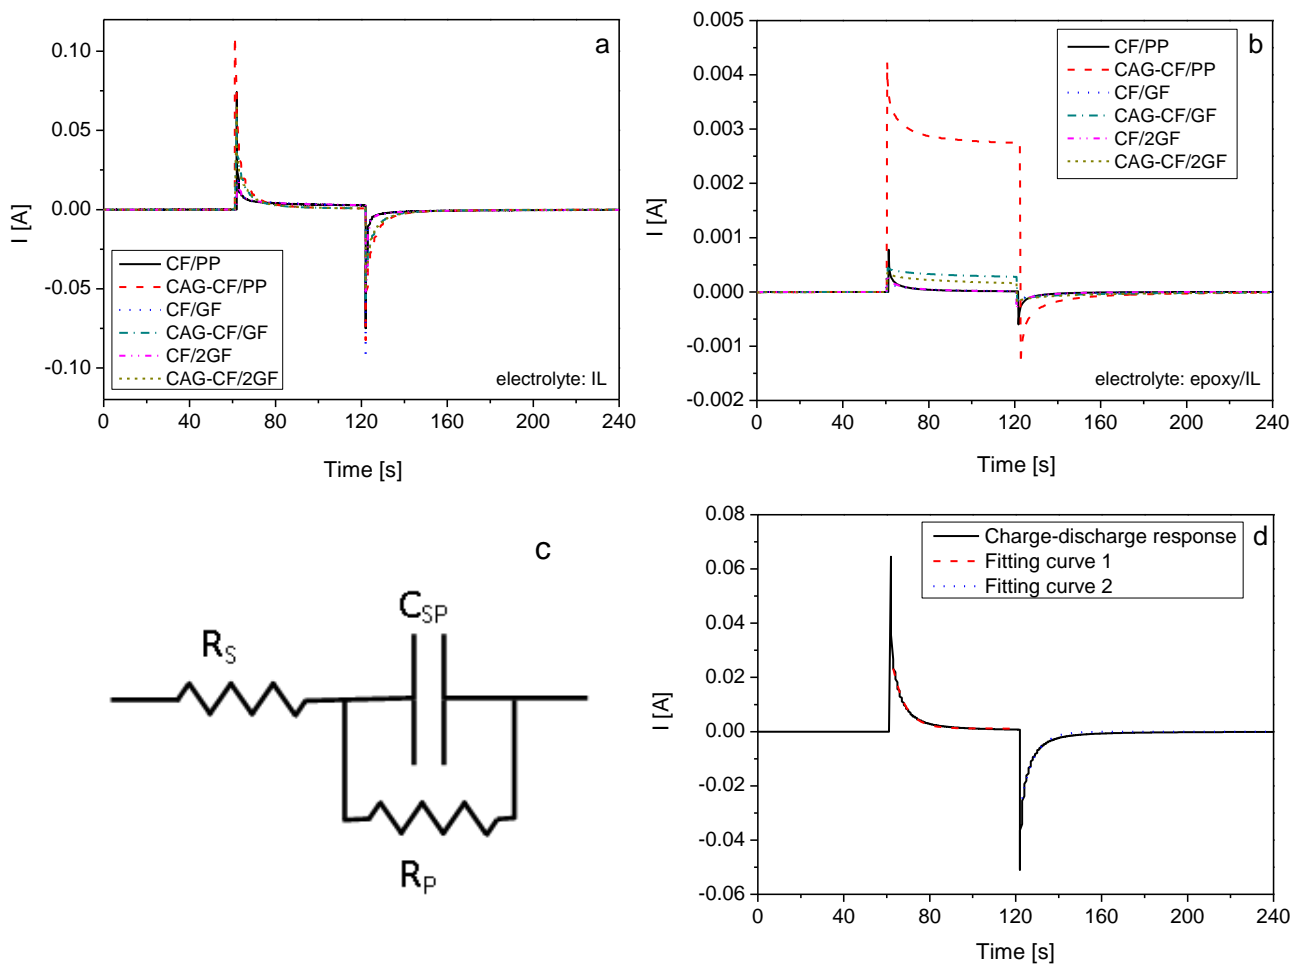 a
I [A]
0.10
0.05
0.00
-0.05
-0.10
CF/PP
CAG-CF/PP
CF/GF
CAG-CF/GF
CF/2GF
CAG-CF/2GF
electrolyte: IL
0 40 80 120 160 200 240
Time [s]
b
I [A]
0.005
0.004
0.003
0.002
0.001
0.000
-0.001
-0.002
CF/PP
CAG-CF/PP
CF/GF
CAG-CF/GF
CF/2GF
CAG-CF/2GF
electrolyte: epoxy/IL
0 40 80 120 160 200 240
Time [s]
c
C_SP
R_S
R_P
d
I [A]
0.08
0.06
0.04
0.02
0.00
-0.02
-0.04
-0.06
Charge-discharge response
Fitting curve 1
Fitting curve 2
0 40 80 120 160 200 240
Time [s]